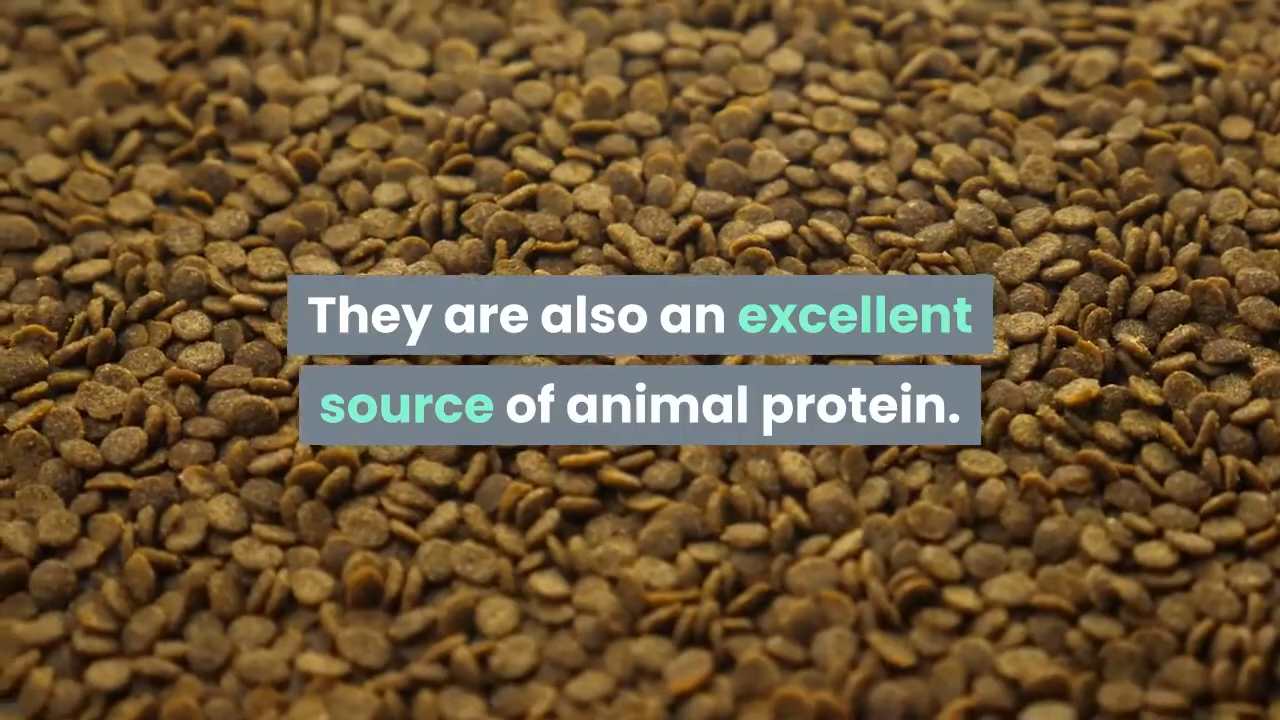 They are also an excellent
source of animal protein.